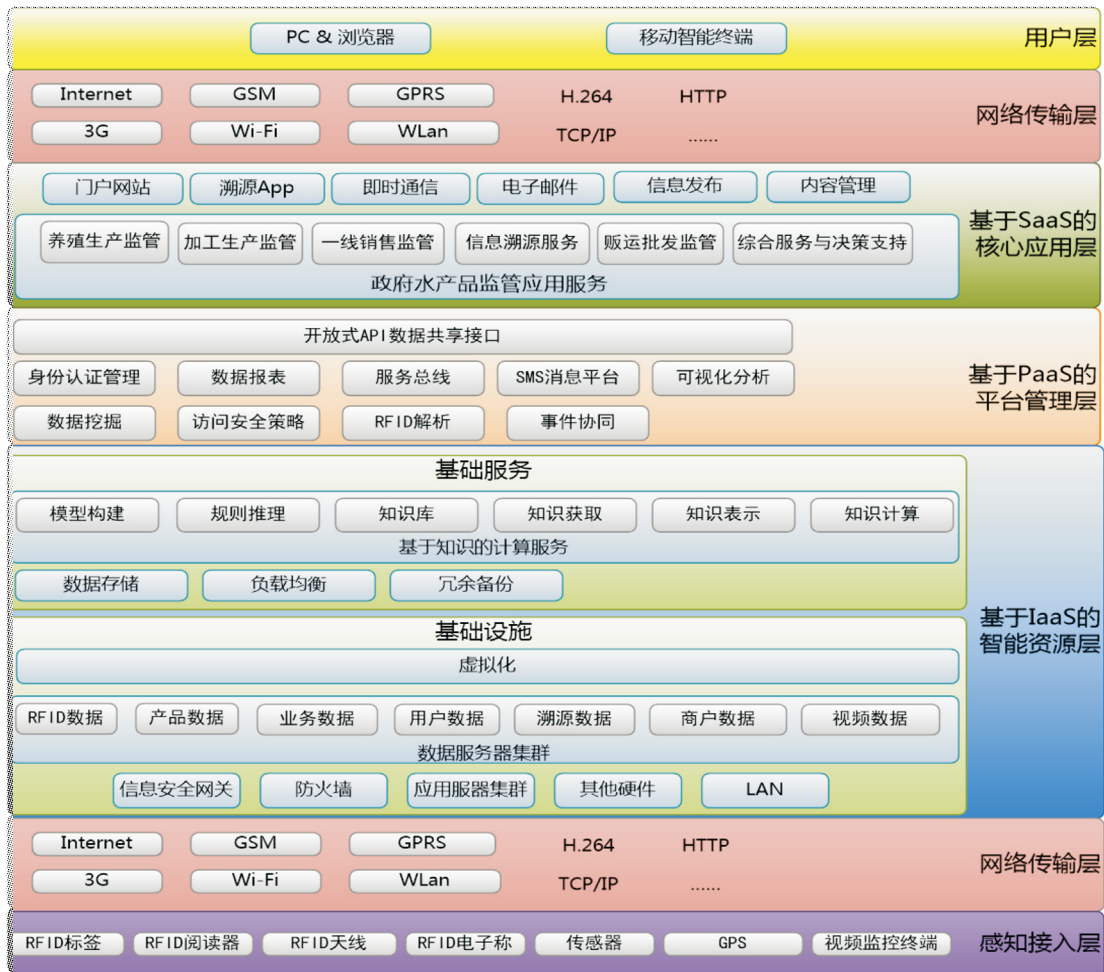 PC & 浏览器 移动智能终端 用户层
Internet GSM GPRS H.264 HTTP
网络传输层
3G Wi-Fi WLan TCP/IP ......
门户网站 溯源App 即时通信 电子邮件 信息发布 内容管理
基于SaaS的
核心应用层
养殖生产监管 加工生产监管 一线销售监管 信息溯源服务 贩运批发监管 综合服务与决策支持
政府水产品监管应用服务
开放式API数据共享接口
身份认证管理 数据报表 服务总线 SMS消息平台 可视化分析
基于PaaS的
平台管理层
数据挖掘 访问安全策略 RFID解析 事件协同
基础服务
模型构建 规则推理 知识库 知识获取 知识表示 知识计算
基于知识的计算服务
数据存储 负载均衡 冗余备份
基于IaaS的
智能资源层
基础设施
虚拟化
RFID数据 产品数据 业务数据 用户数据 溯源数据 商户数据 视频数据
数据服务器集群
信息安全网关 防火墙 应用服器集群 其他硬件 LAN
Internet GSM GPRS H.264 HTTP
网络传输层
3G Wi-Fi WLan TCP/IP ......
RFID标签 RFID阅读器 RFID天线 RFID电子称 传感器 GPS 视频监控终端 感知接入层